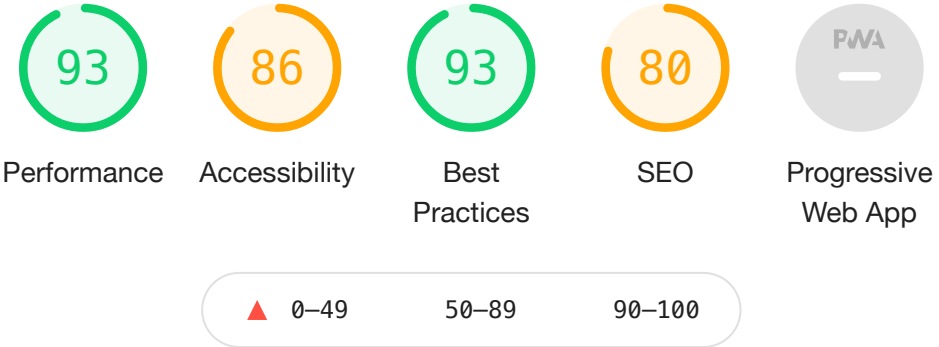 93 86 93 80 PWA
Performance Accessibility Best SEO Progressive
Practices Web App
0–49 50–89 90–100